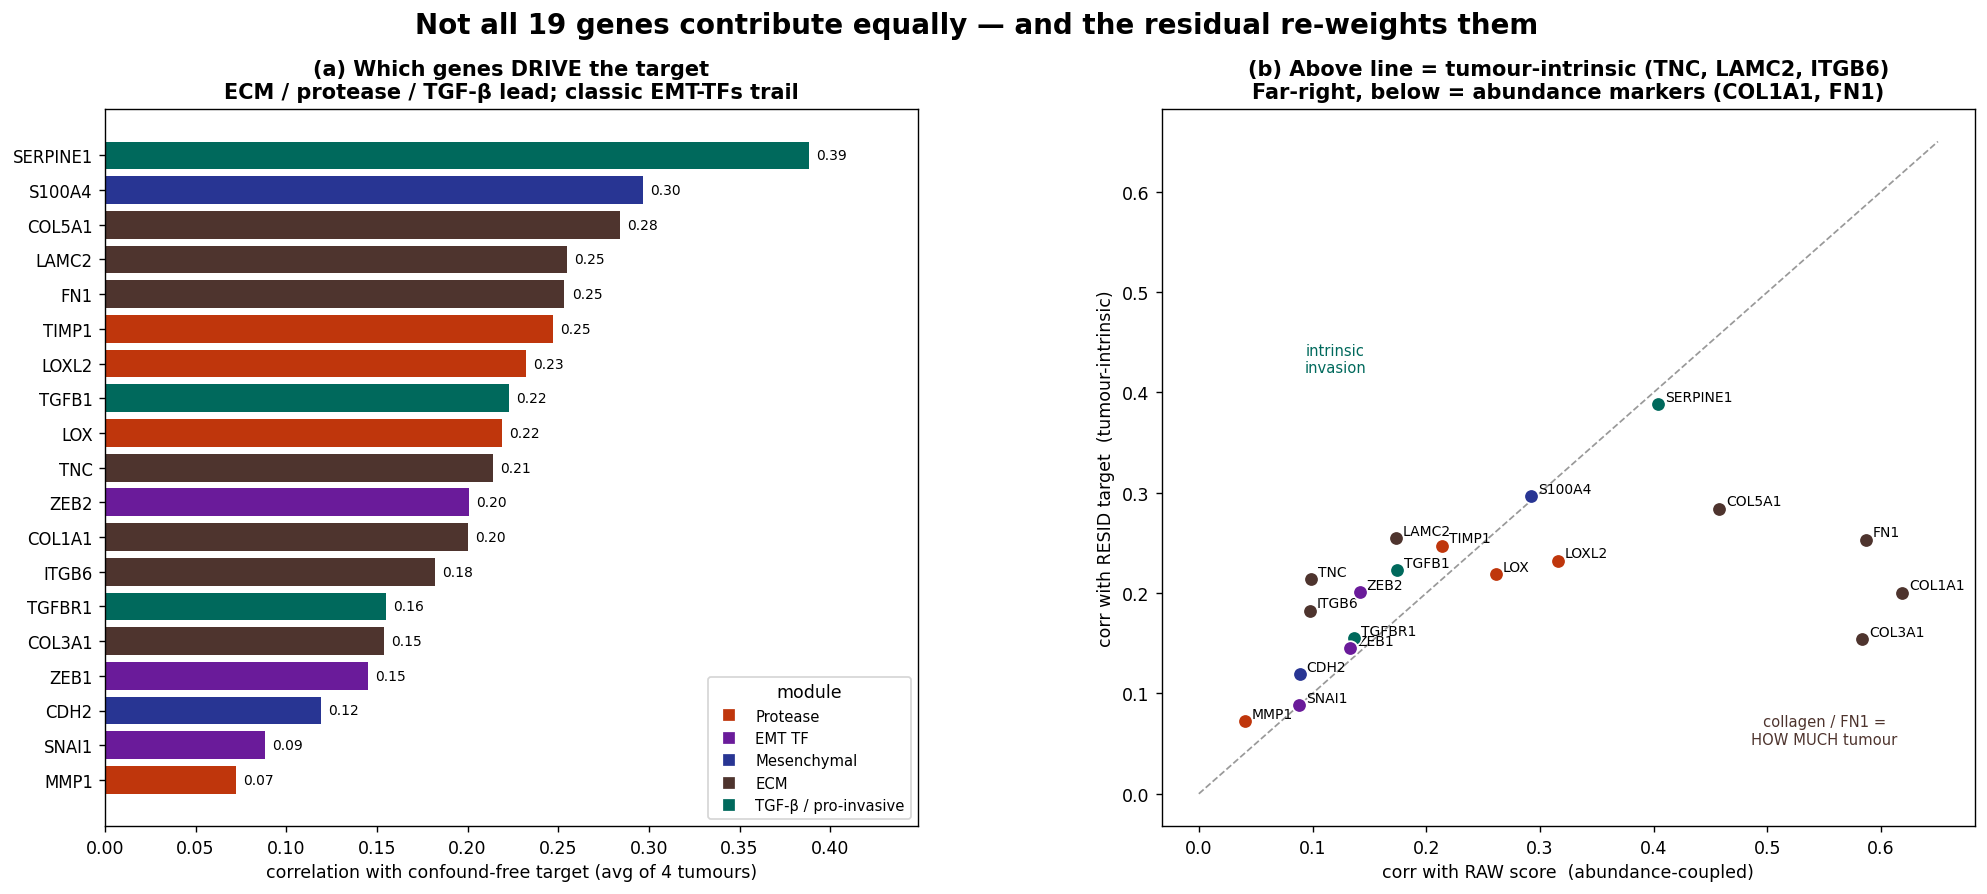 Not all 19 genes contribute equally — and the residual re-weights them
(a) Which genes DRIVE the target
ECM / protease / TGF-β lead; classic EMT-TFs trail
SERPINE1
0.39
S100A4
0.30
COL5A1
0.28
LAMC2
0.25
FN1
0.25
TIMP1
0.25
LOXL2
0.23
TGFB1
0.22
LOX
0.22
TNC
0.21
ZEB2
0.20
COL1A1
0.20
ITGB6
0.18
TGFBR1
0.16
COL3A1
0.15
ZEB1
0.15
CDH2
0.12
SNAI1
0.09
MMP1
0.07
module
Protease
EMT TF
Mesenchymal
ECM
TGF-β / pro-invasive
0.00 0.05 0.10 0.15 0.20 0.25 0.30 0.35 0.40
correlation with confound-free target (avg of 4 tumours)
(b) Above line = tumour-intrinsic (TNC, LAMC2, ITGB6)
Far-right, below = abundance markers (COL1A1, FN1)
corr with RESID target (tumour-intrinsic)
0.6
0.5
0.4
0.3
0.2
0.1
0.0
intrinsic
invasion
SERPINE1
S100A4
COL5A1
LAMC2
TIMP1
FN1
LOXL2
TGFB1
LOX
TNC
ZEB2
COL1A1
ITGB6
TGFBR1
ZEB1
COL3A1
CDH2
SNAI1
MMP1
collagen / FN1 =
HOW MUCH tumour
0.0 0.1 0.2 0.3 0.4 0.5 0.6
corr with RAW score (abundance-coupled)